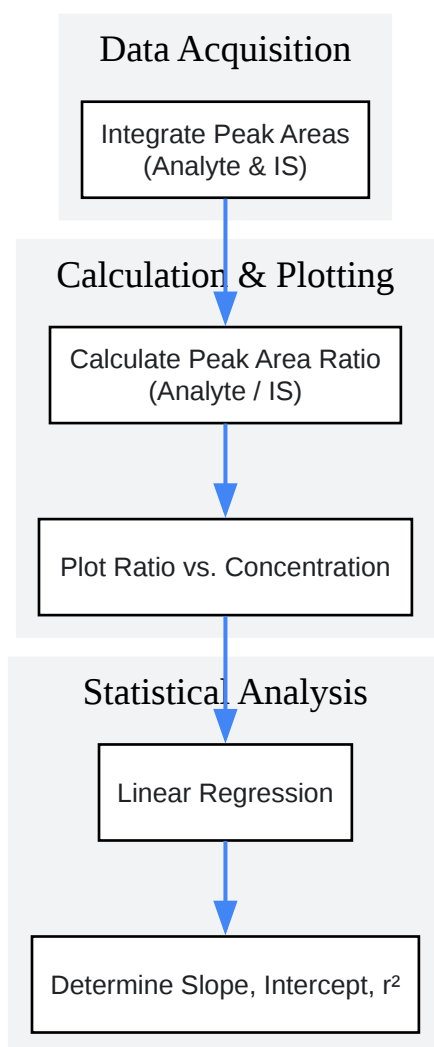 Data Acquisition
Integrate Peak Areas
(Analyte & IS)
Calculation & Plotting
Calculate Peak Area Ratio
(Analyte / IS)
Plot Ratio vs. Concentration
Statistical Analysis
Linear Regression
Determine Slope, Intercept, r²